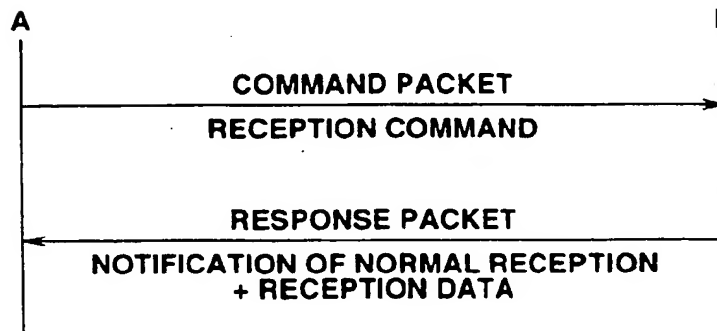 A
COMMAND PACKET
RECEPTION COMMAND
RESPONSE PACKET
NOTIFICATION OF NORMAL RECEPTION
+ RECEPTION DATA